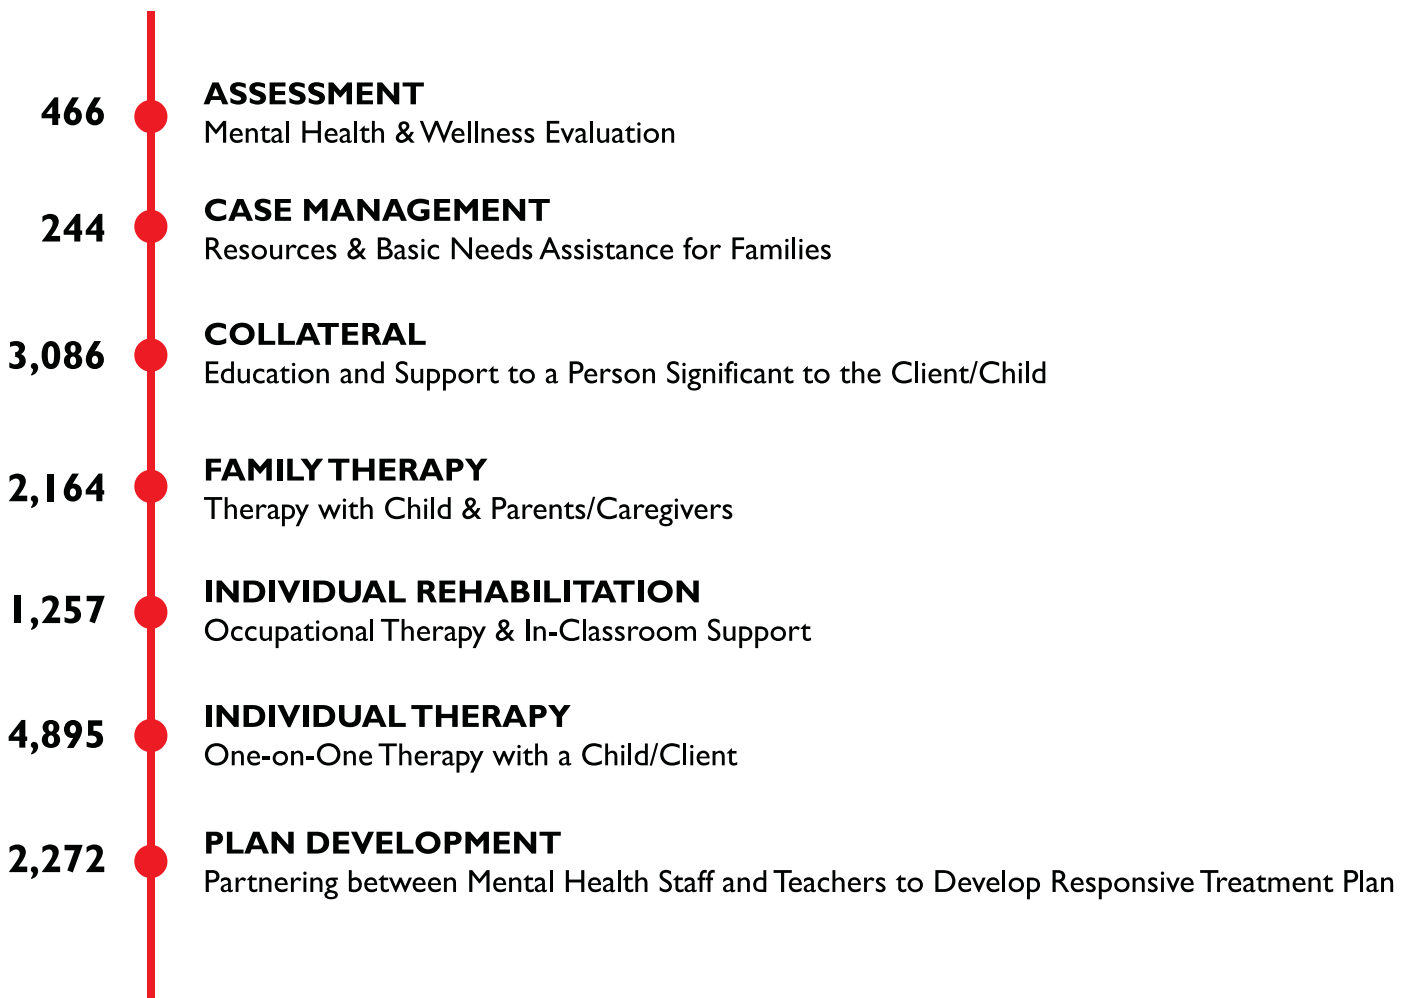 466
ASSESSMENT
Mental Health & Wellness Evaluation
244
CASE MANAGEMENT
Resources & Basic Needs Assistance for Families
3,086
COLLATERAL
Education and Support to a Person Significant to the Client/Child
2,164
FAMILY THERAPY
Therapy with Child & Parents/Caregivers
1,257
INDIVIDUAL REHABILITATION
Occupational Therapy & In-Classroom Support
4,895
INDIVIDUAL THERAPY
One-on-One Therapy with a Child/Client
2,272
PLAN DEVELOPMENT
Partnering between Mental Health Staff and Teachers to Develop Responsive Treatment Plan